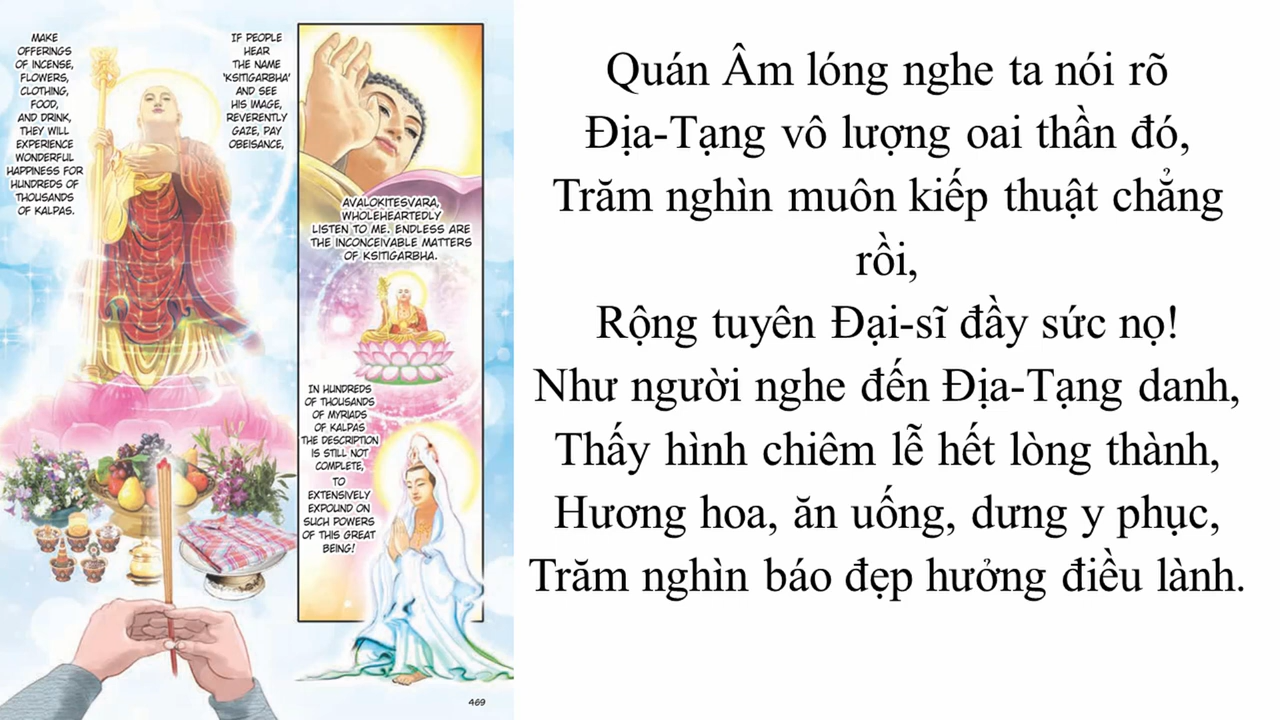 MAKE
OFFERINGS
OF INCENSE,
FLOWERS,
CLOTHING,
FOOD,
AND DRINK,
THEY WILL
EXPERIENCE
WONDERFUL
HAPPINESS FOR
HUNDREDS OF
THOUSANDS
OF KALPAS.
IF PEOPLE
HEAR
THE NAME
'KSITIGARBHA'
AND SEE
HIS IMAGE,
REVERENTLY
GAZE, PAY
OBEISANCE,
AVALOKITESVARA,
WHOLEHEARTEDLY
LISTEN TO ME. ENDLESS ARE
THE INCONCEIVABLE MATTERS
OF KSITIGARBHA.
IN HUNDREDS
OF THOUSANDS
OF MYRIADS
OF KALPAS
THE DESCRIPTION
IS STILL NOT
COMPLETE,
TO
EXTENSIVELY
EXPOUND ON
SUCH POWERS
OF THIS GREAT
BEING!
469
Quán Âm lóng nghe ta nói rõ
Địa-Tạng vô lượng oai thần đó,
Trăm nghìn muôn kiếp thuật chẳng
rồi,
Rộng tuyên Đại-sĩ đầy sức nọ!
Như người nghe đến Địa-Tạng danh,
Thấy hình chiêm lễ hết lòng thành,
Hương hoa, ăn uống, dưng y phục,
Trăm nghìn báo đẹp hưởng điều lành.